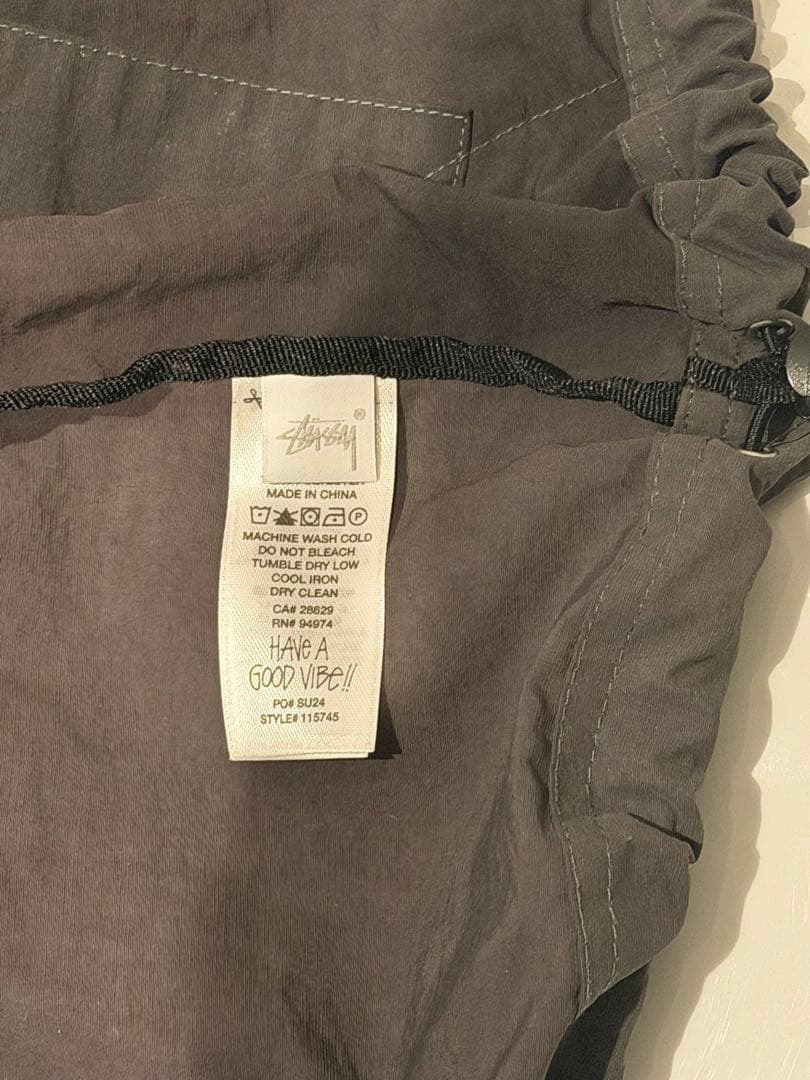 STÜSSY®
MADE IN CHINA
MACHINE WASH COLD
DO NOT BLEACH
TUMBLE DRY LOW
COOL IRON
DRY CLEAN
CA# 28629
RN# 94974
HAVE A
GOOD VIBE!!
PO# SU24
STYLE# 115745